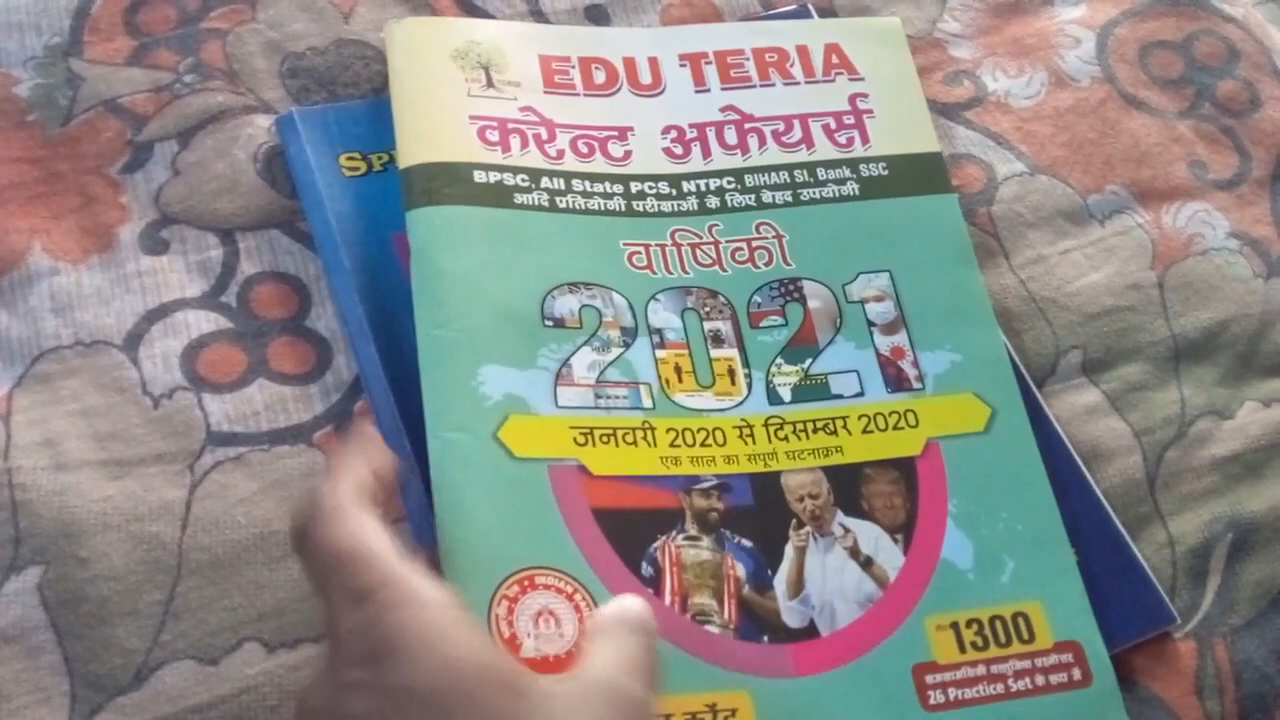 EDU TERIA
करेन्ट अफेयर्स
BPSC, All State PCS, NTPC, BIHAR SI, Bank, SSC
आदि प्रतियोगी परीक्षाओं के लिए बेहद उपयोगी
वार्षिकी
2021
जनवरी 2020 से दिसम्बर 2020
एक साल का संपूर्ण घटनाक्रम
INDIAN
1300
समसामयिकी वस्तुनिष्ठ प्रश्नोत्तर
26 Practice Set के रूप में
करेंट